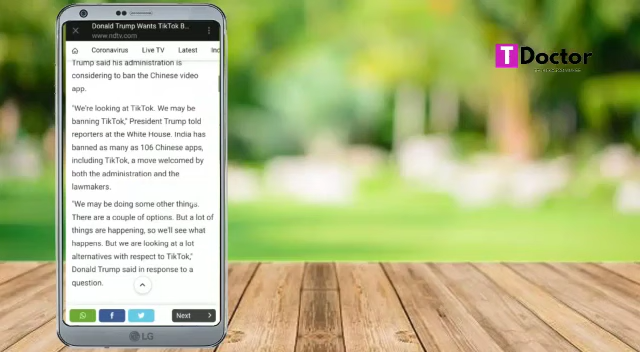 Donald Trump Wants TikTok B...
www.ndtv.com
Coronavirus Live TV Latest Ind
Trump said his administration is
considering to ban the Chinese video
app.
"We're looking at TikTok. We may be
banning TikTok," President Trump told
reporters at the White House. India has
banned as many as 106 Chinese apps,
including TikTok, a move welcomed by
both the administration and the
lawmakers.
"We may be doing some other things.
There are a couple of options. But a lot of
things are happening, so we'll see what
happens. But we are looking at a lot
alternatives with respect to TikTok,"
Donald Trump said in response to a
question.
Next
LG
T Doctor